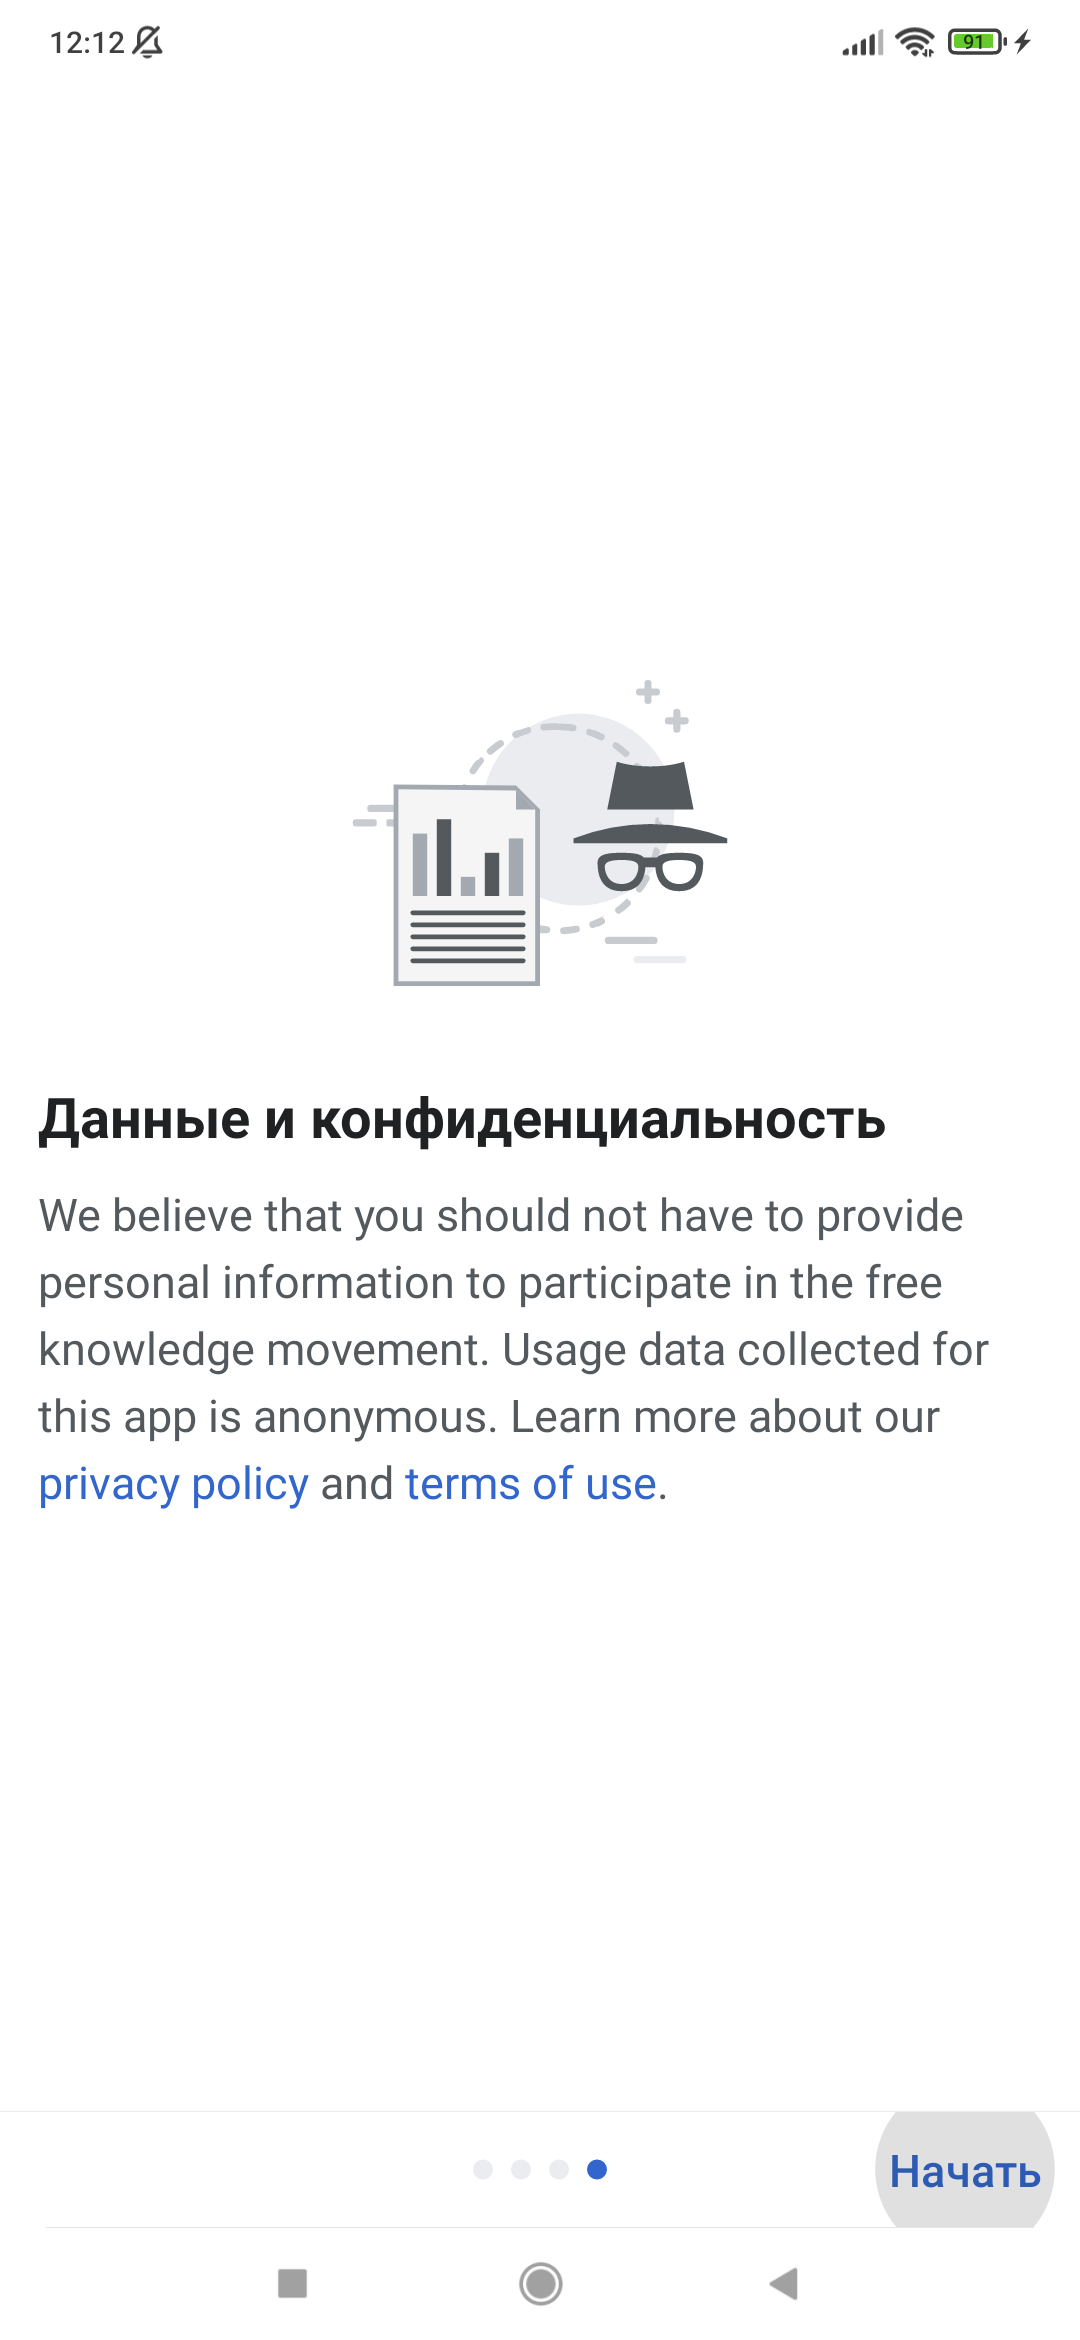 12:12
91
Данные и конфиденциальность
We believe that you should not have to provide
personal information to participate in the free
knowledge movement. Usage data collected for
this app is anonymous. Learn more about our
privacy policy and terms of use.
Начать